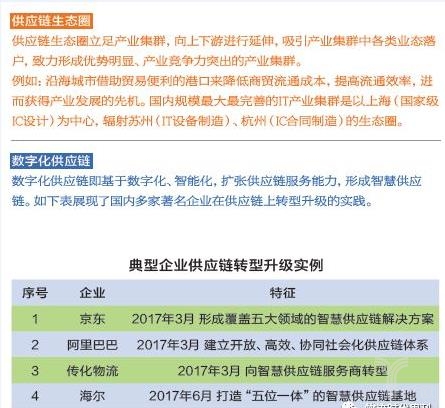 供应链生态圈
供应链生态圈立足产业集群，向上下游进行延伸，吸引产业集群中各类业态落
户，致力形成优势明显、产业竞争力突出的产业集群。
例如：沿海城市借助贸易便利的港口来降低商贸流通成本，提高流通效率，进
而获得产业发展的先机。国内规模最大最完善的IT产业集群是以上海（国家级
IC设计）为中心，辐射苏州（IT设备制造）、杭州（IC合同制造）的生态圈。
数字化供应链
数字化供应链即基于数字化、智能化，扩张供应链服务能力，形成智慧供应
链。如下表展现了国内多家著名企业在供应链上转型升级的实践。
典型企业供应链转型升级实例
序号 企业 特征
1 京东 2017年3月 形成覆盖五大领域的智慧供应链解决方案
2 阿里巴巴 2017年3月 建立开放、高效、协同社会化供应链体系
3 传化物流 2017年3月 向智慧供应链服务商转型
4 海尔 2017年6月 打造“五位一体”的智慧供应链基地